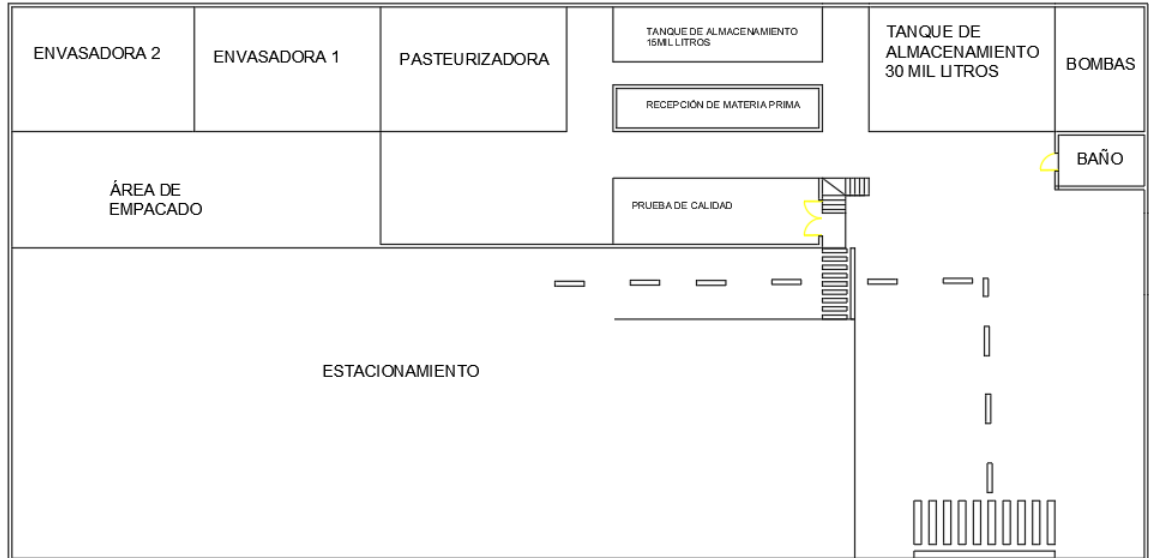 ENVASADORA 2
ENVASADORA 1
PASTEURIZADORA
TANQUE DE ALMACENAMIENTO
15MIL LITROS
TANQUE DE
ALMACENAMIENTO
30 MIL LITROS
BOMBAS
RECEPCIÓN DE MATERIA PRIMA
BAÑO
ÁREA DE
EMPACADO
PRUEBA DE CALIDAD
ESTACIONAMIENTO